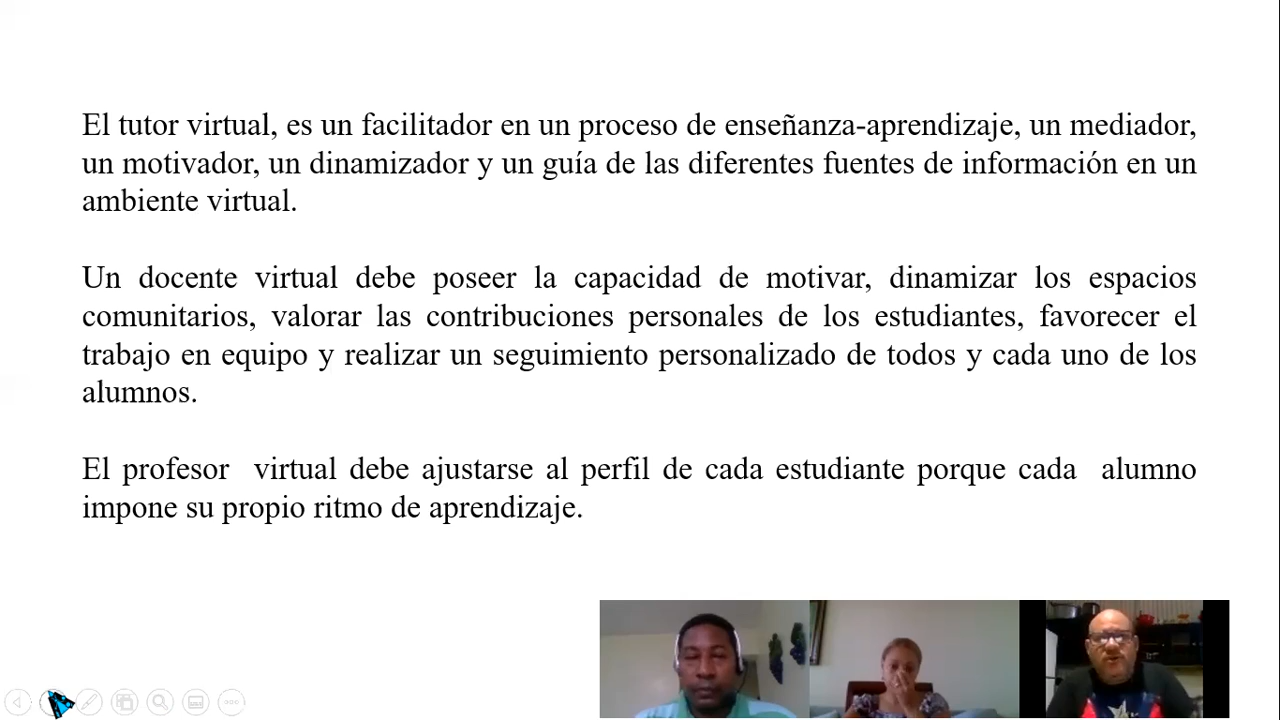 El tutor virtual, es un facilitador en un proceso de enseñanza-aprendizaje, un mediador,
un motivador, un dinamizador y un guía de las diferentes fuentes de información en un
ambiente virtual.
Un docente virtual debe poseer la capacidad de motivar, dinamizar los espacios
comunitarios, valorar las contribuciones personales de los estudiantes, favorecer el
trabajo en equipo y realizar un seguimiento personalizado de todos y cada uno de los
alumnos.
El profesor virtual debe ajustarse al perfil de cada estudiante porque cada alumno
impone su propio ritmo de aprendizaje.